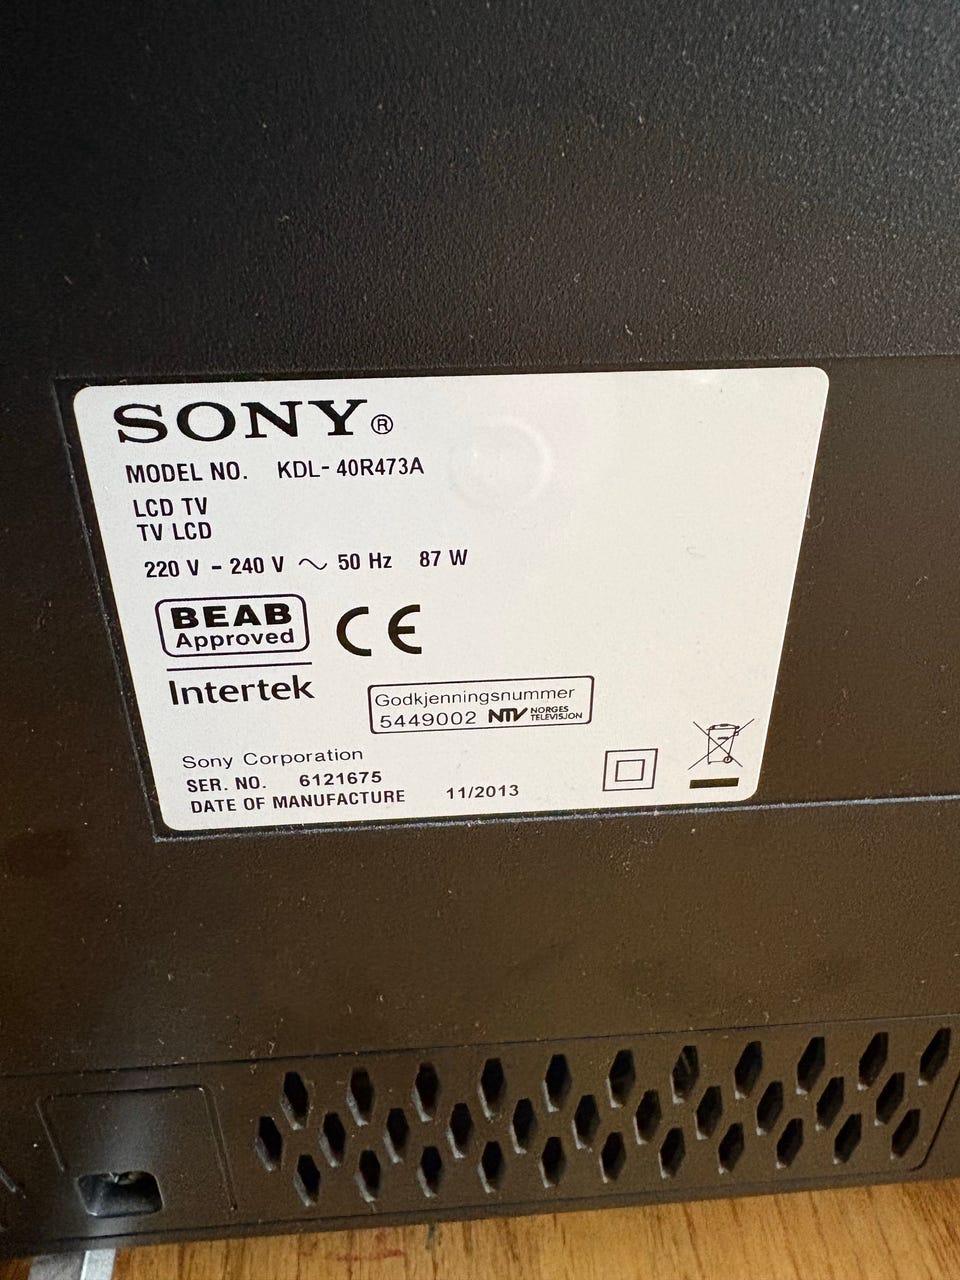 SONY®
MODEL NO. KDL-40R473A
LCD TV
TV LCD
220 V - 240 V ~ 50 Hz 87 W
BEAB
Approved
CE
Intertek
Godkjenningsnummer
5449002 NTV NORGES
TELEVISJON
Sony Corporation
SER. NO. 6121675
DATE OF MANUFACTURE 11/2013